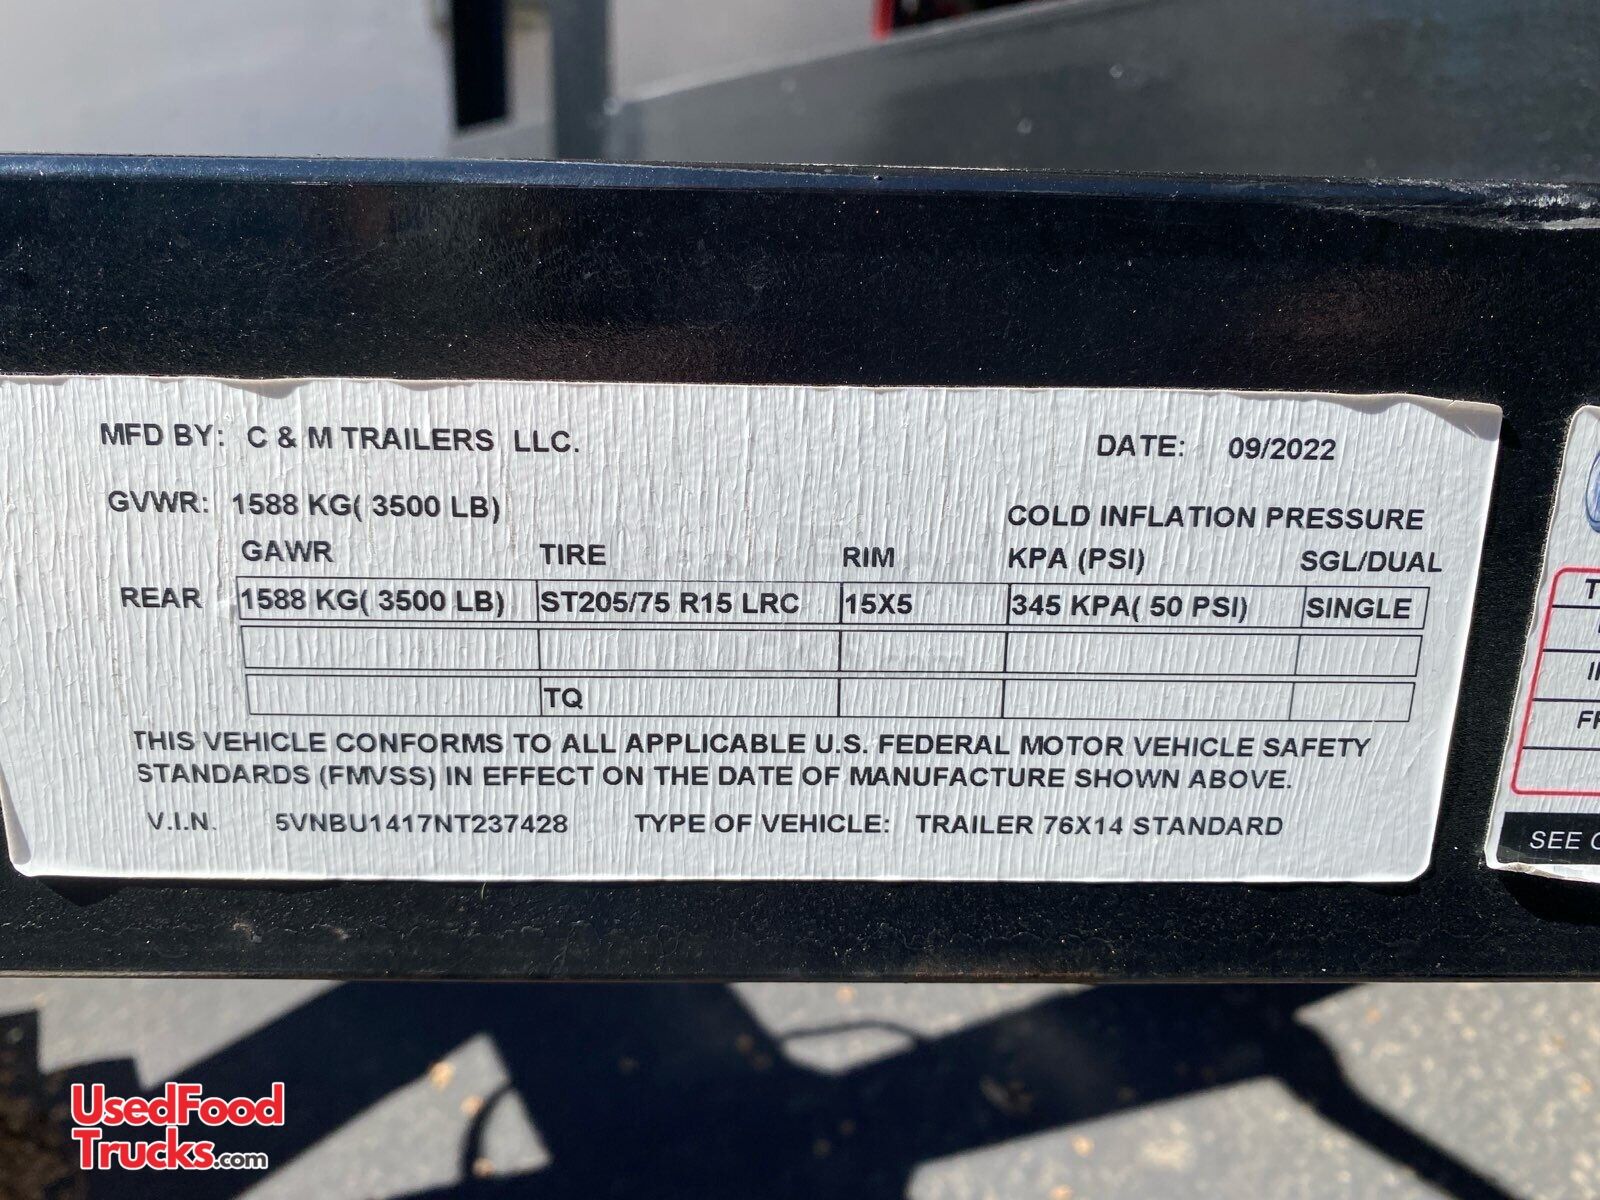 MFD BY: C & M TRAILERS LLC. DATE: 09/2022
GVWR: 1588 KG( 3500 LB) COLD INFLATION PRESSURE
GAWR TIRE RIM KPA (PSI) SGL/DUAL
REAR 1588 KG( 3500 LB) ST205/75 R15 LRC 15X5 345 KPA( 50 PSI) SINGLE
TQ
THIS VEHICLE CONFORMS TO ALL APPLICABLE U.S. FEDERAL MOTOR VEHICLE SAFETY
STANDARDS (FMVSS) IN EFFECT ON THE DATE OF MANUFACTURE SHOWN ABOVE.
V.I.N. 5VNBU1417NT237428 TYPE OF VEHICLE: TRAILER 76X14 STANDARD
SEE
UsedFood
Trucks.com